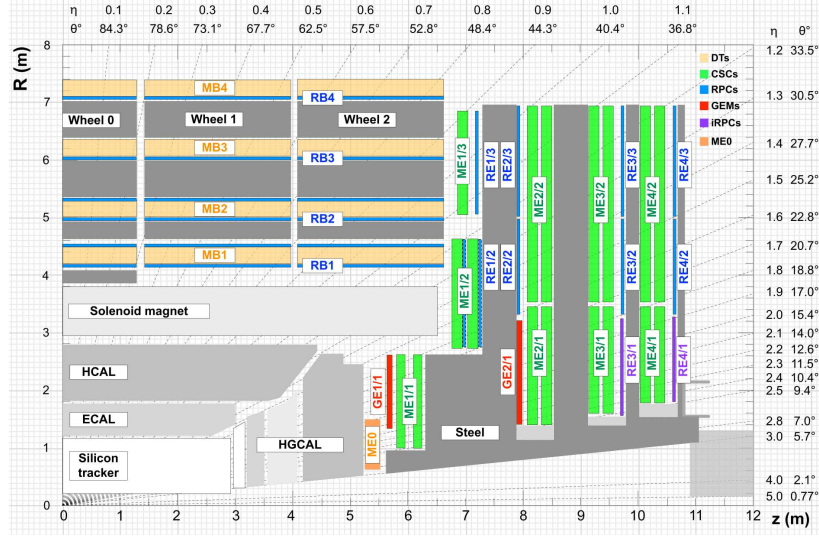 η 0.1 0.2 0.3 0.4 0.5 0.6 0.7 0.8 0.9 1.0 1.1
θ° 84.3° 78.6° 73.1° 67.7° 62.5° 57.5° 52.8° 48.4° 44.3° 40.4° 36.8° η θ°
R (m)
8
7
6
5
4
3
2
1
0
1.2 33.5°
1.3 30.5°
1.4 27.7°
1.5 25.2°
1.6 22.8°
1.7 20.7°
1.8 18.8°
1.9 17.0°
2.0 15.4°
2.1 14.0°
2.2 12.6°
2.3 11.5°
2.4 10.4°
2.5 9.4°
2.8 7.0°
3.0 5.7°
4.0 2.1°
5.0 0.77°
DTs
CSCs
RPCs
GEMs
iRPCs
ME0
MB4
RB4
Wheel 0 Wheel 1 Wheel 2
MB3
RB3
MB2
RB2
MB1
RB1
Solenoid magnet
HCAL
ECAL
HGCAL
Silicon
tracker
Steel
ME0
GE1/1
ME1/1
ME1/2
ME1/3
RE1/3
RE2/3
RE1/2
RE2/2
GE2/1
ME2/2
ME2/1
ME3/2
ME3/1
RE3/3
RE3/2
RE3/1
ME4/2
ME4/1
RE4/3
RE4/2
RE4/1
0 1 2 3 4 5 6 7 8 9 10 11 12
z (m)